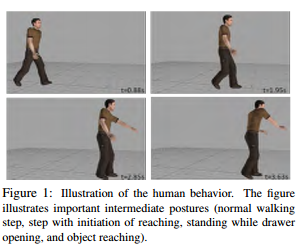 t=0.88s
t=1.95s
t=2.85s
t=3.63s
Figure 1: Illustration of the human behavior. The figure
illustrates important intermediate postures (normal walking
step, step with initiation of reaching, standing while drawer
opening, and object reaching).